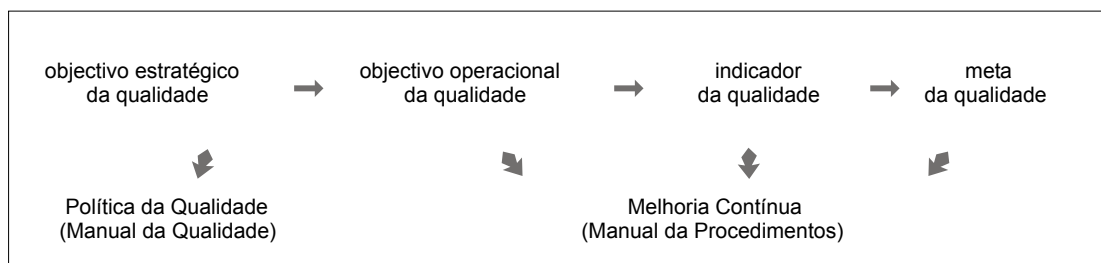 objectivo estratégico
da qualidade
objectivo operacional
da qualidade
indicador
da qualidade
meta
da qualidade
Política da Qualidade
(Manual da Qualidade)
Melhoria Contínua
(Manual da Procedimentos)